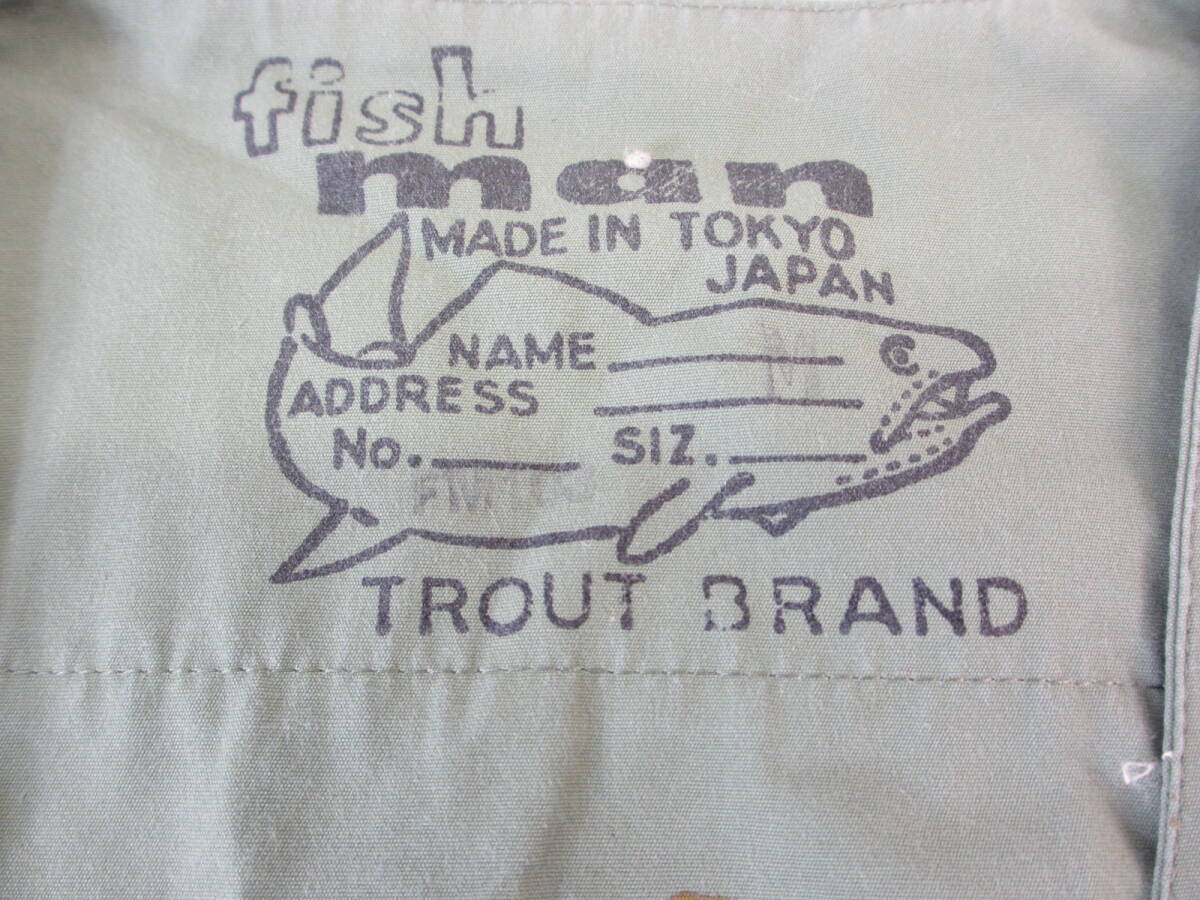 fish
man
MADE IN TOKYO
JAPAN
NAME
ADDRESS
No. SIZ.
TROUT BRAND